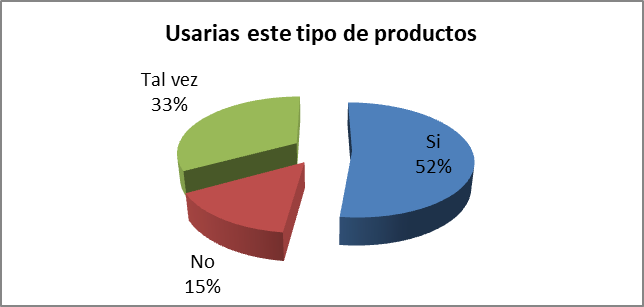 Usarias este tipo de productos
Tal vez
33%
Si
52%
No
15%